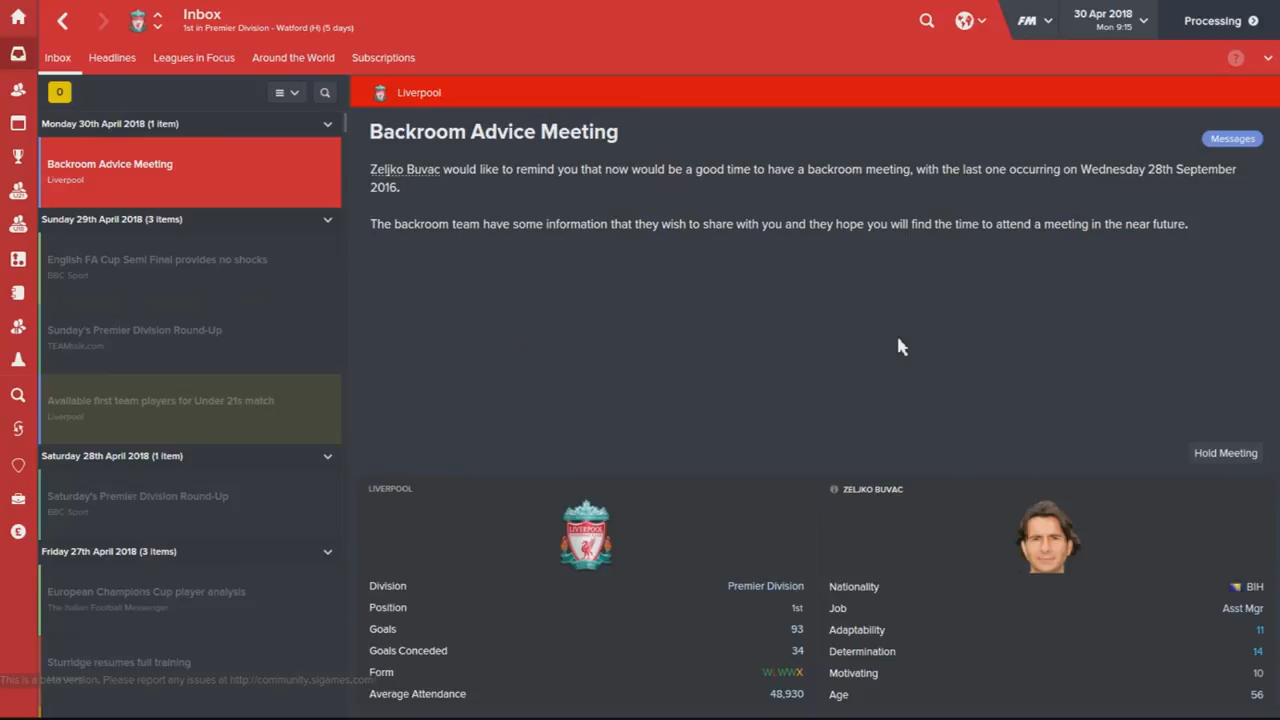 Inbox
1st in Premier Division - Watford (H) (5 days)
FM
30 Apr 2018
Mon 9:15
Processing
Inbox
Headlines
Leagues in Focus
Around the World
Subscriptions
?
0
Monday 30th April 2018 (1 item)
Backroom Advice Meeting
Liverpool
Sunday 29th April 2018 (3 items)
English FA Cup Semi Final provides no shocks
BBC Sport
Sunday's Premier Division Round-Up
TEAMtalk.com
Available first team players for Under 21s match
Liverpool
Saturday 28th April 2018 (1 item)
Saturday's Premier Division Round-Up
BBC Sport
Friday 27th April 2018 (3 items)
European Champions Cup player analysis
The Italian Football Messenger
Sturridge resumes full training
This is a beta version. Please report any issues at http://community.sigames.com
Liverpool
Backroom Advice Meeting
Messages
Zeljko Buvac would like to remind you that now would be a good time to have a backroom meeting, with the last one occurring on Wednesday 28th September
2016.
The backroom team have some information that they wish to share with you and they hope you will find the time to attend a meeting in the near future.
Hold Meeting
LIVERPOOL
Division Premier Division
Position 1st
Goals 93
Goals Conceded 34
Form WLWWX
Average Attendance 48,930
ZELJKO BUVAC
Nationality BIH
Job Asst Mgr
Adaptability 11
Determination 14
Motivating 10
Age 56